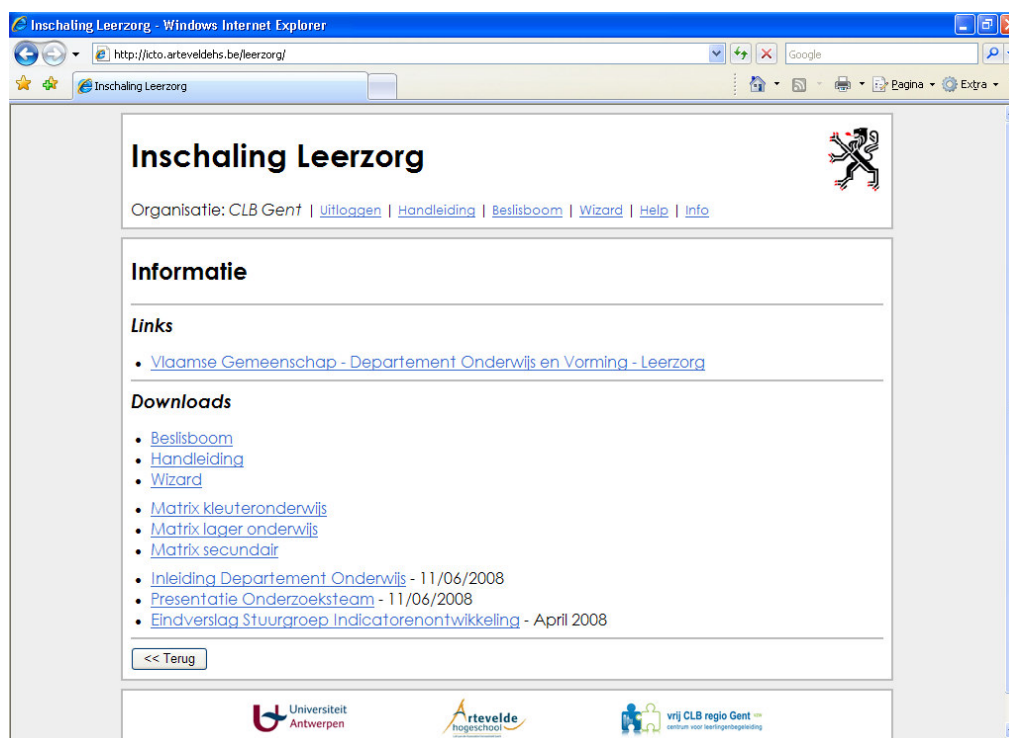 Inschaling Leerzorg - Windows Internet Explorer
http://icto.arteveldehs.be/leerzorg/
Google
Inschaling Leerzorg
Pagina
Extra
Inschaling Leerzorg
Organisatie: CLB Gent | Uitloggen | Handleiding | Beslisboom | Wizard | Help | Info
Informatie
Links
• Vlaamse Gemeenschap - Departement Onderwijs en Vorming - Leerzorg
Downloads
• Beslisboom
• Handleiding
• Wizard
• Matrix kleuteronderwijs
• Matrix lager onderwijs
• Matrix secundair
• Inleiding Departement Onderwijs - 11/06/2008
• Presentatie Onderzoeksteam - 11/06/2008
• Eindverslag Stuurgroep Indicatorenontwikkeling - April 2008
<< Terug
Universiteit
Antwerpen
Artevelde
hogeschool
vrij CLB regio Gent
centrum voor leerlingenbegeleiding